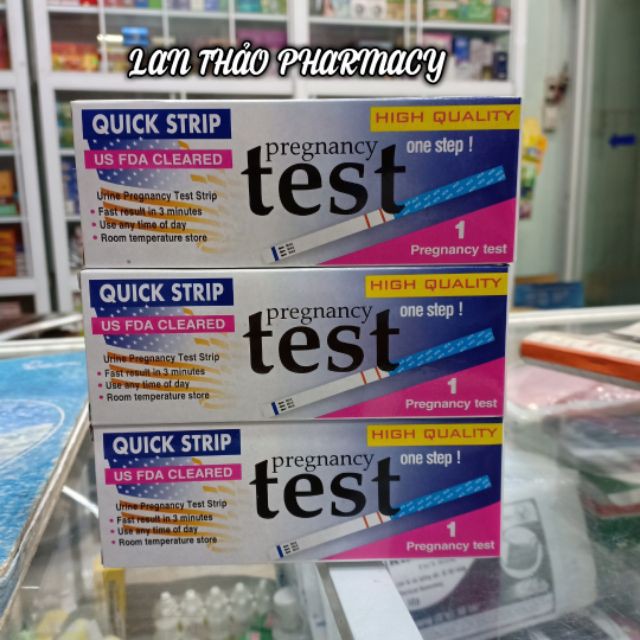 LAN THẢO PHARMACY
QUICK STRIP
US FDA CLEARED
Urine Pregnancy Test Strip
• Fast result in 3 minutes
• Use any time of day
• Room temperature store
pregnancy
test
HIGH QUALITY
one step !
1
Pregnancy test
QUICK STRIP
US FDA CLEARED
Urine Pregnancy Test Strip
• Fast result in 3 minutes
• Use any time of day
• Room temperature store
pregnancy
test
HIGH QUALITY
one step !
1
Pregnancy test
QUICK STRIP
US FDA CLEARED
Urine Pregnancy Test Strip
• Fast result in 3 minutes
• Use any time of day
• Room temperature store
pregnancy
test
HIGH QUALITY
one step !
1
Pregnancy test